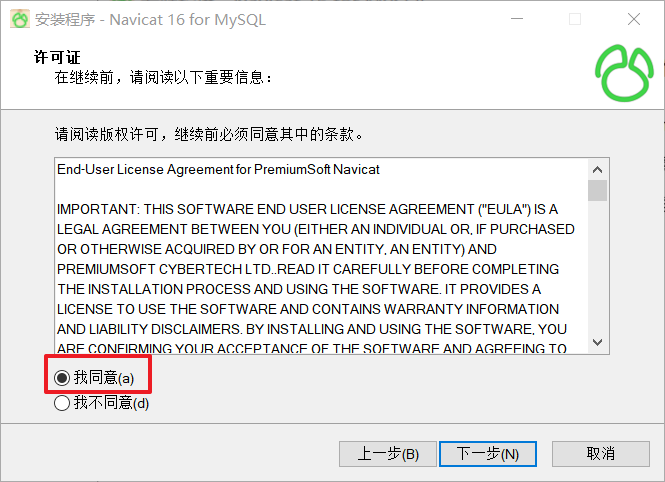 安装程序 - Navicat 16 for MySQL
许可证
在继续前，请阅读以下重要信息：
请阅读版权许可，继续前必须同意其中的条款。
End-User License Agreement for PremiumSoft Navicat
IMPORTANT: THIS SOFTWARE END USER LICENSE AGREEMENT ("EULA") IS A
LEGAL AGREEMENT BETWEEN YOU (EITHER AN INDIVIDUAL OR, IF PURCHASED
OR OTHERWISE ACQUIRED BY OR FOR AN ENTITY, AN ENTITY) AND
PREMIUMSOFT CYBERTECH LTD..READ IT CAREFULLY BEFORE COMPLETING
THE INSTALLATION PROCESS AND USING THE SOFTWARE. IT PROVIDES A
LICENSE TO USE THE SOFTWARE AND CONTAINS WARRANTY INFORMATION
AND LIABILITY DISCLAIMERS. BY INSTALLING AND USING THE SOFTWARE, YOU
ARE CONFIRMING YOUR ACCEPTANCE OF THE SOFTWARE AND AGREEING TO
我同意(a)
我不同意(d)
上一步(B) 下一步(N) 取消